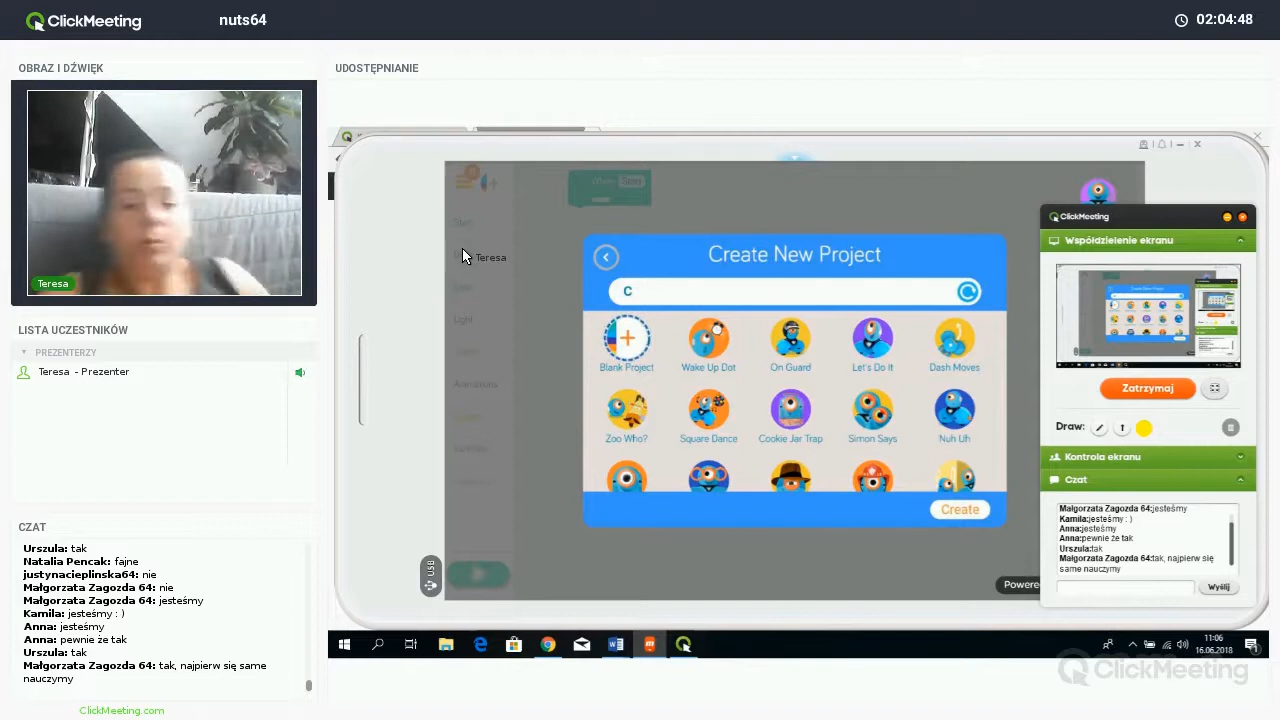 ClickMeeting
nuts64
02:04:48
OBRAZ I DŹWIĘK
UDOSTĘPNIANIE
Teresa
LISTA UCZESTNIKÓW
PREZENTERZY
Teresa - Prezenter
CZAT
Urszula: tak
Natalia Pencak: fajne
justynacieplinska64: nie
Małgorzata Zagozda 64: nie
Małgorzata Zagozda 64: jesteśmy
Kamila: jesteśmy : )
Anna: jesteśmy
Anna: pewnie że tak
Urszula: tak
Małgorzata Zagozda 64: tak, najpierw się same
nauczymy
ClickMeeting.com
Start
Start
Teresa
Light
Animations
Create New Project
C
Blank Project
Wake Up Dot
On Guard
Let's Do It
Dash Moves
Zoo Who?
Square Dance
Cookie Jar Trap
Simon Says
Nuh Uh
Create
USB
Powere
ClickMeeting
Współdzielenie ekranu
Zatrzymaj
Draw:
Kontrola ekranu
Czat
Małgorzata Zagozda 64:jesteśmy
Kamila:jesteśmy : )
Anna:jesteśmy
Anna:pewnie że tak
Urszula:tak
Małgorzata Zagozda 64:tak, najpierw się
same nauczymy
Wyślij
11:06
16.06.2018
ClickMeeting